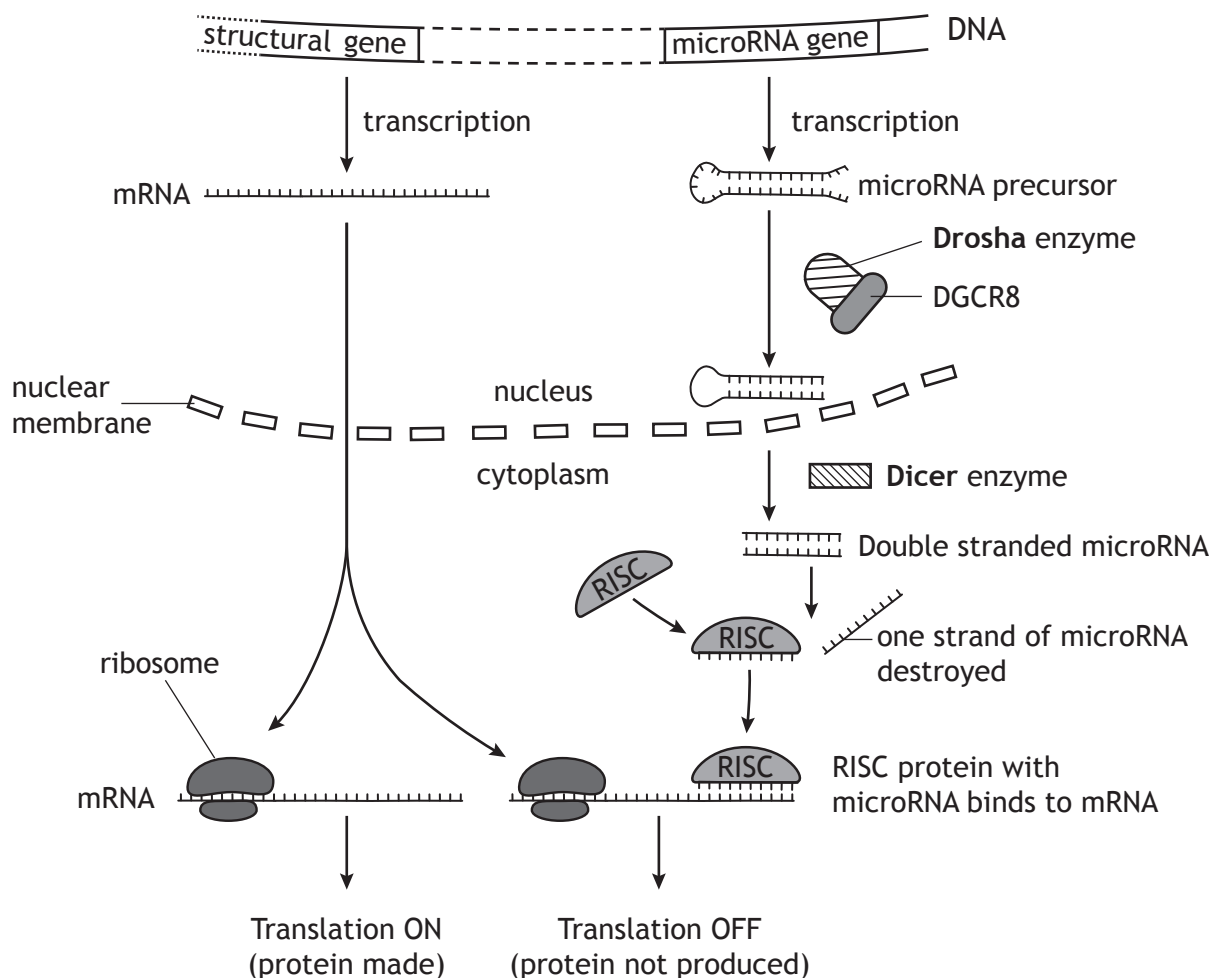 structural gene
microRNA gene
DNA
transcription
transcription
mRNA
microRNA precursor
Drosha enzyme
DGCR8
nuclear
membrane
nucleus
cytoplasm
Dicer enzyme
Double stranded microRNA
RISC
RISC
one strand of microRNA
destroyed
ribosome
mRNA
RISC
RISC protein with
microRNA binds to mRNA
Translation ON
(protein made)
Translation OFF
(protein not produced)